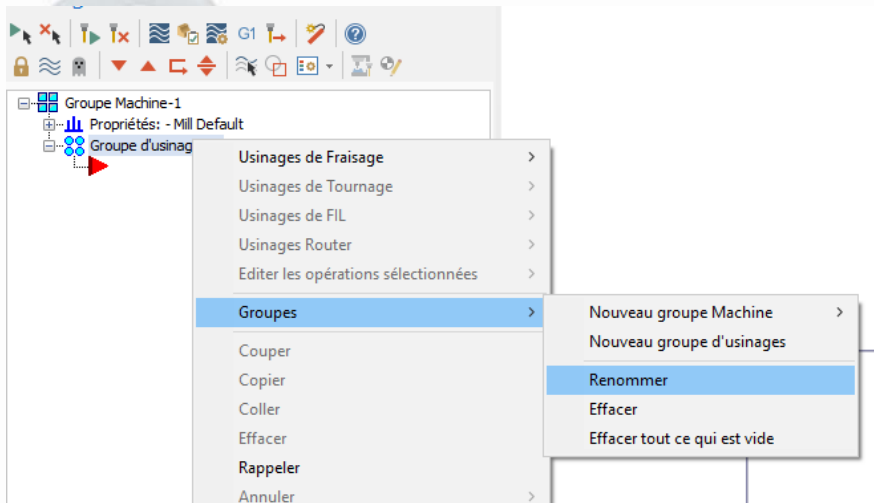 G1
Groupe Machine-1
Propriétés: - Mill Default
Groupe d'usinag
Usinages de Fraisage
Usinages de Tournage
Usinages de FIL
Usinages Router
Editer les opérations sélectionnées
Groupes
Nouveau groupe Machine
Nouveau groupe d'usinages
Renommer
Effacer
Effacer tout ce qui est vide
Couper
Copier
Coller
Effacer
Rappeler
Annuler